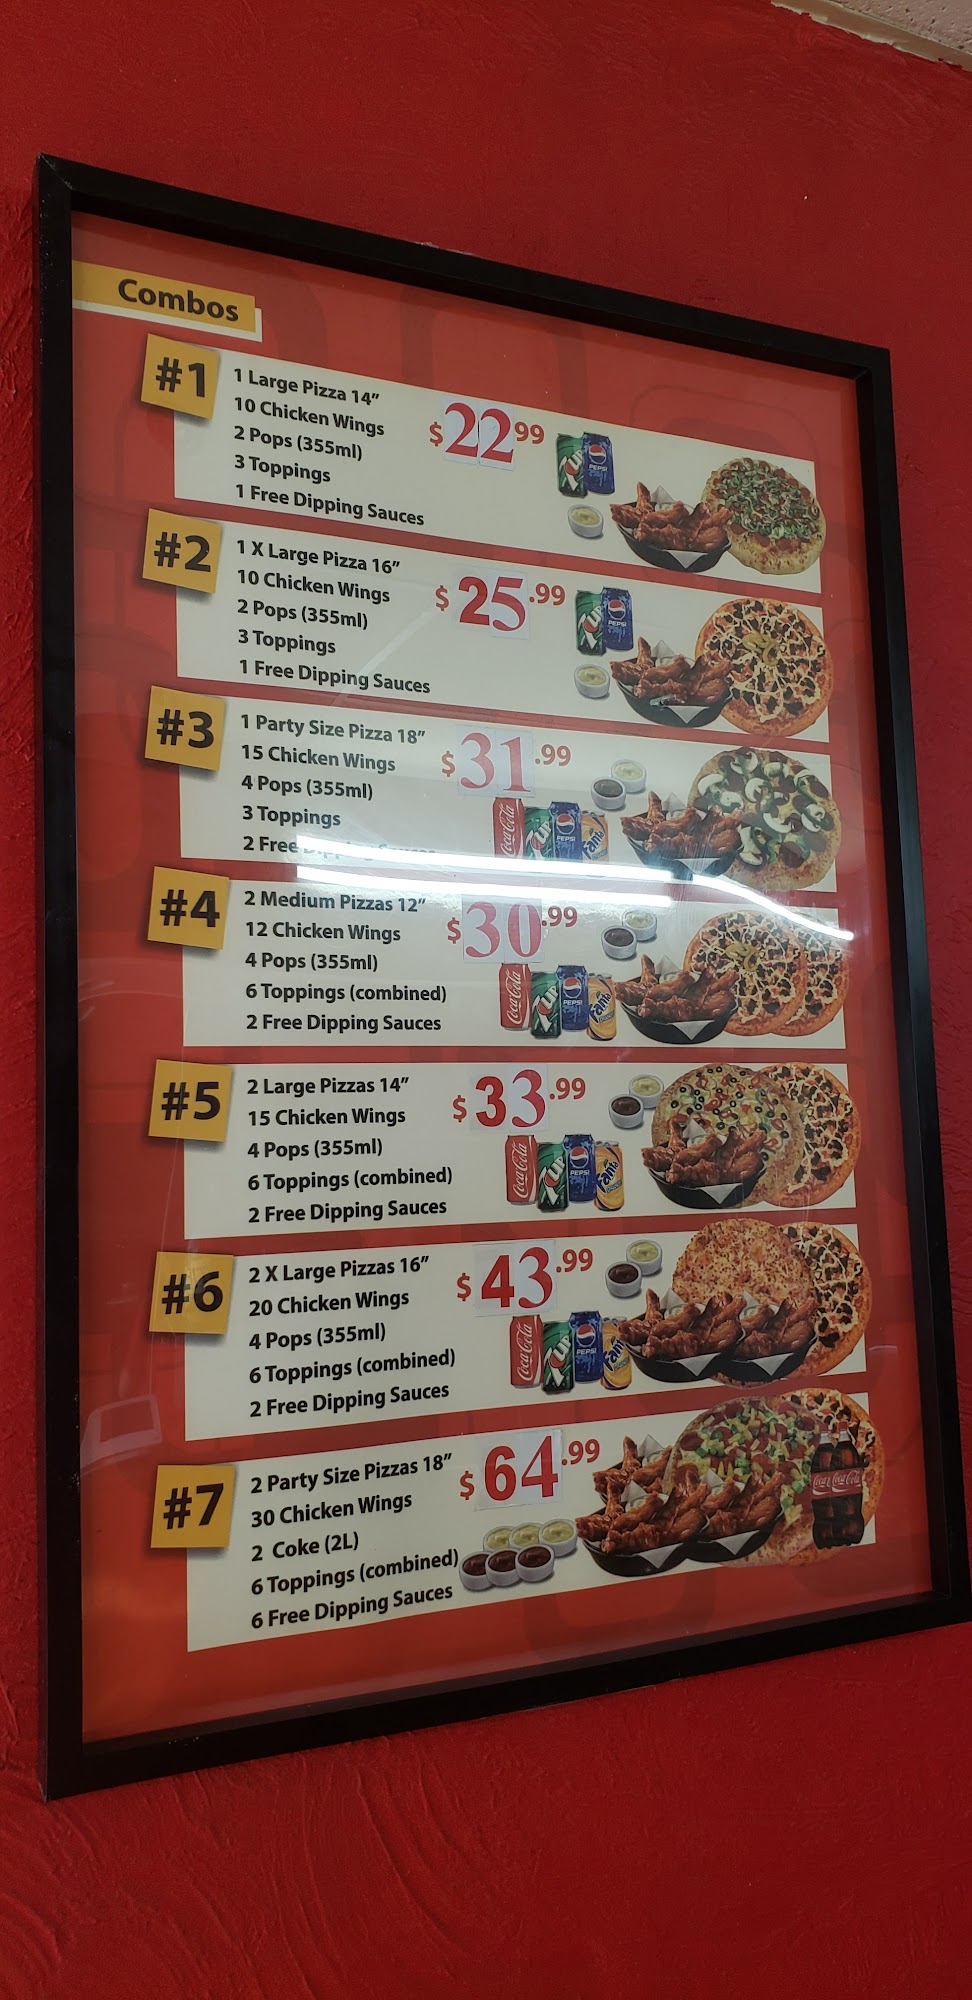 Combos
#1
1 Large Pizza 14”
10 Chicken Wings
2 Pops (355ml)
3 Toppings
1 Free Dipping Sauces
$22.99
#2
1 X Large Pizza 16”
10 Chicken Wings
2 Pops (355ml)
3 Toppings
1 Free Dipping Sauces
$25.99
#3
1 Party Size Pizza 18”
15 Chicken Wings
4 Pops (355ml)
3 Toppings
2 Free Dipping Sauces
$31.99
#4
2 Medium Pizzas 12”
12 Chicken Wings
4 Pops (355ml)
6 Toppings (combined)
2 Free Dipping Sauces
$30.99
#5
2 Large Pizzas 14”
15 Chicken Wings
4 Pops (355ml)
6 Toppings (combined)
2 Free Dipping Sauces
$33.99
#6
2 X Large Pizzas 16”
20 Chicken Wings
4 Pops (355ml)
6 Toppings (combined)
2 Free Dipping Sauces
$43.99
#7
2 Party Size Pizzas 18”
30 Chicken Wings
2 Coke (2L)
6 Toppings (combined)
6 Free Dipping Sauces
$64.99